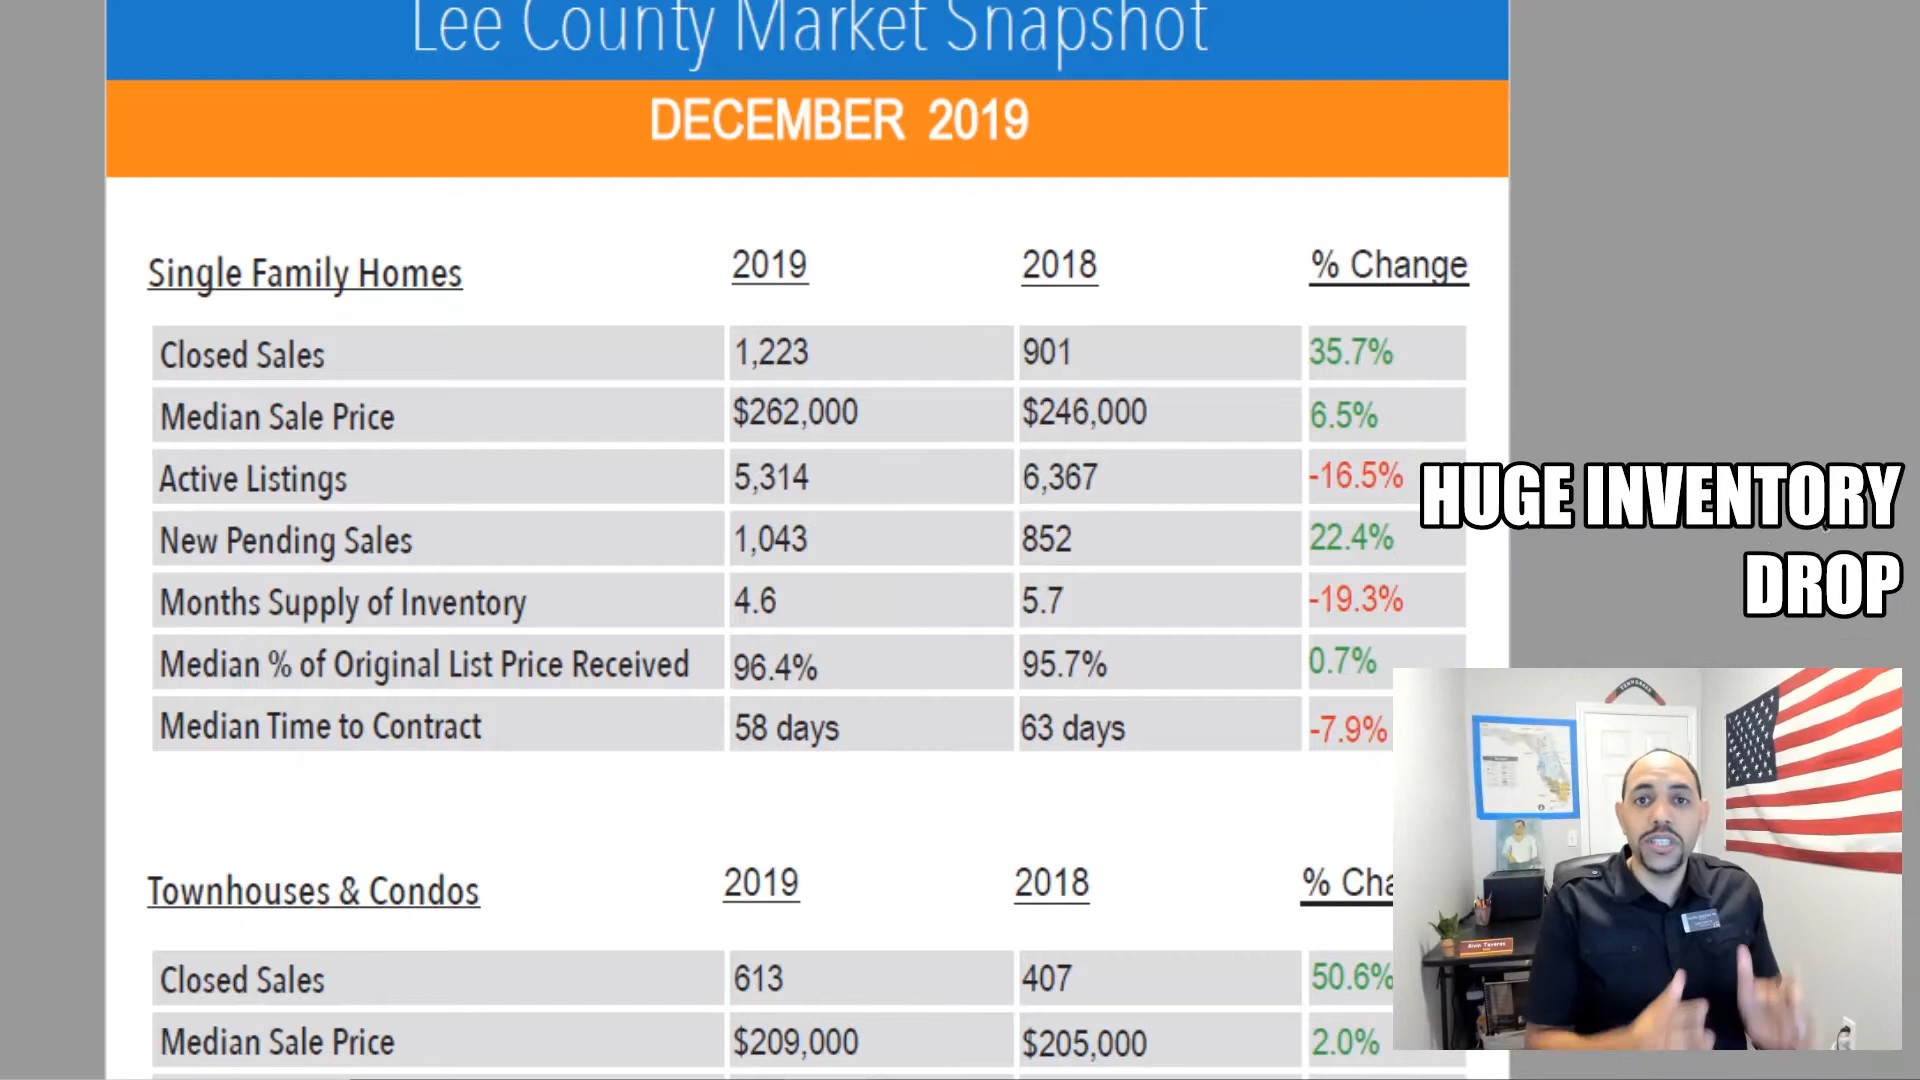 Lee County Market Snapshot
DECEMBER 2019
Single Family Homes 2019 2018 % Change
Closed Sales 1,223 901 35.7%
Median Sale Price $262,000 $246,000 6.5%
Active Listings 5,314 6,367 -16.5%
New Pending Sales 1,043 852 22.4%
Months Supply of Inventory 4.6 5.7 -19.3%
Median % of Original List Price Received 96.4% 95.7% 0.7%
Median Time to Contract 58 days 63 days -7.9%
HUGE INVENTORY
DROP
Townhouses & Condos 2019 2018 % Cha
Closed Sales 613 407 50.6%
Median Sale Price $209,000 $205,000 2.0%
Alvin Tavares